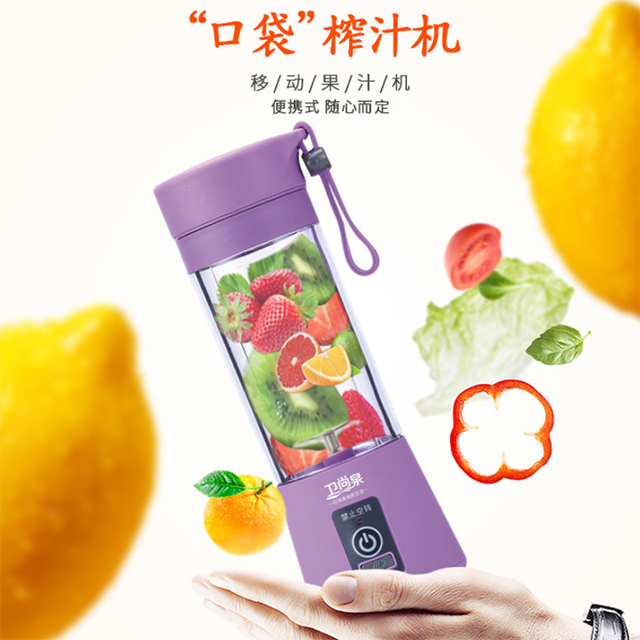 “口袋”榨汁机
移/动/果/汁/机
便携式 随心而定
卫尚泉
禁止空转